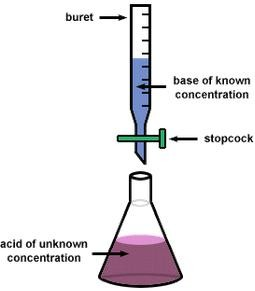 buret
base of known
concentration
stopcock
acid of unknown
concentration